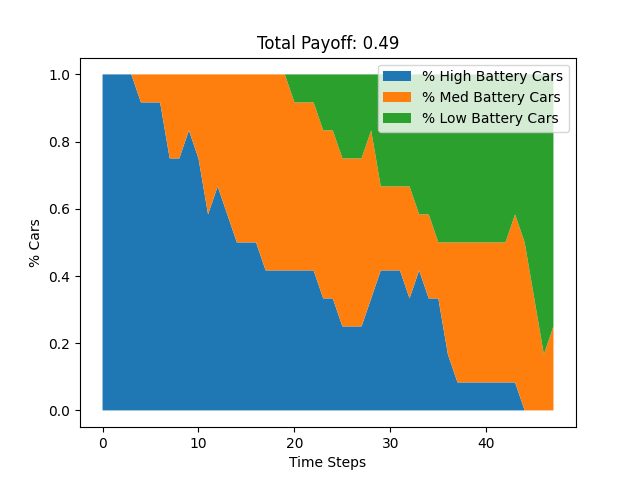 Total Payoff: 0.49
% High Battery Cars
% Med Battery Cars
% Low Battery Cars
1.0
0.8
0.6
0.4
0.2
0.0
% Cars
0
10
20
30
40
Time Steps